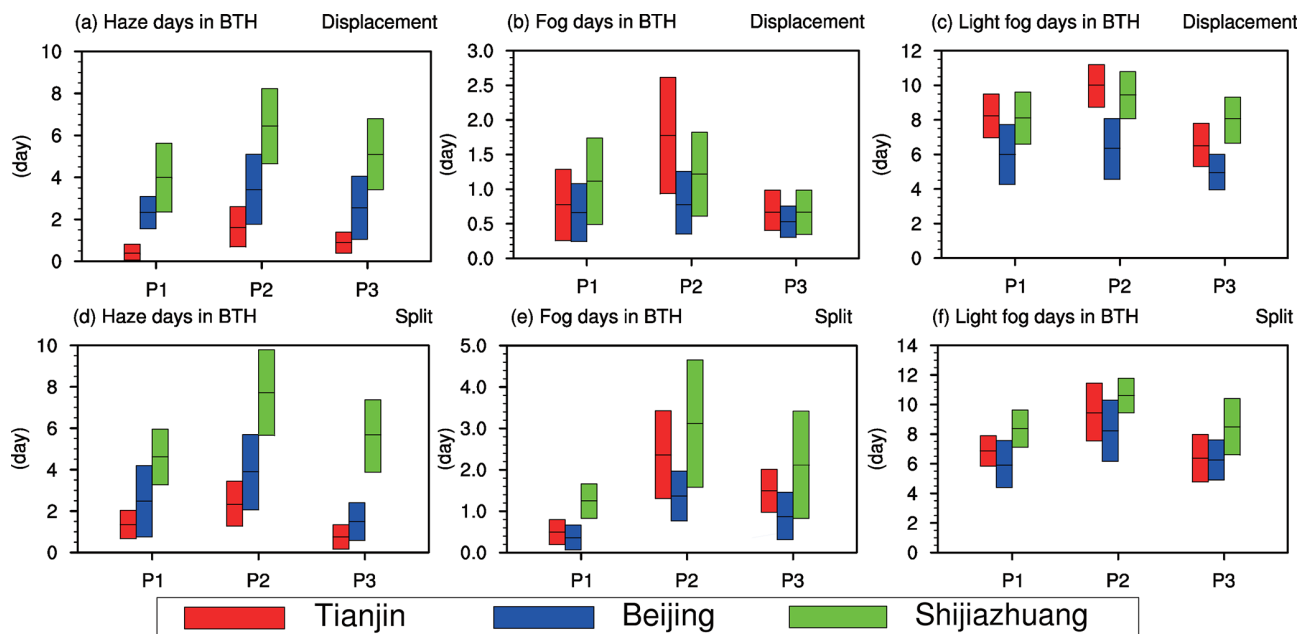 (a) Haze days in BTH Displacement
(day)
10
8
6
4
2
0
P1 P2 P3
(b) Fog days in BTH Displacement
(day)
3.0
2.5
2.0
1.5
1.0
0.5
0.0
P1 P2 P3
(c) Light fog days in BTH Displacement
(day)
12
10
8
6
4
2
0
P1 P2 P3
(d) Haze days in BTH Split
(day)
10
8
6
4
2
0
P1 P2 P3
(e) Fog days in BTH Split
(day)
5.0
4.0
3.0
2.0
1.0
0.0
P1 P2 P3
(f) Light fog days in BTH Split
(day)
14
12
10
8
6
4
2
0
P1 P2 P3
Tianjin Beijing Shijiazhuang